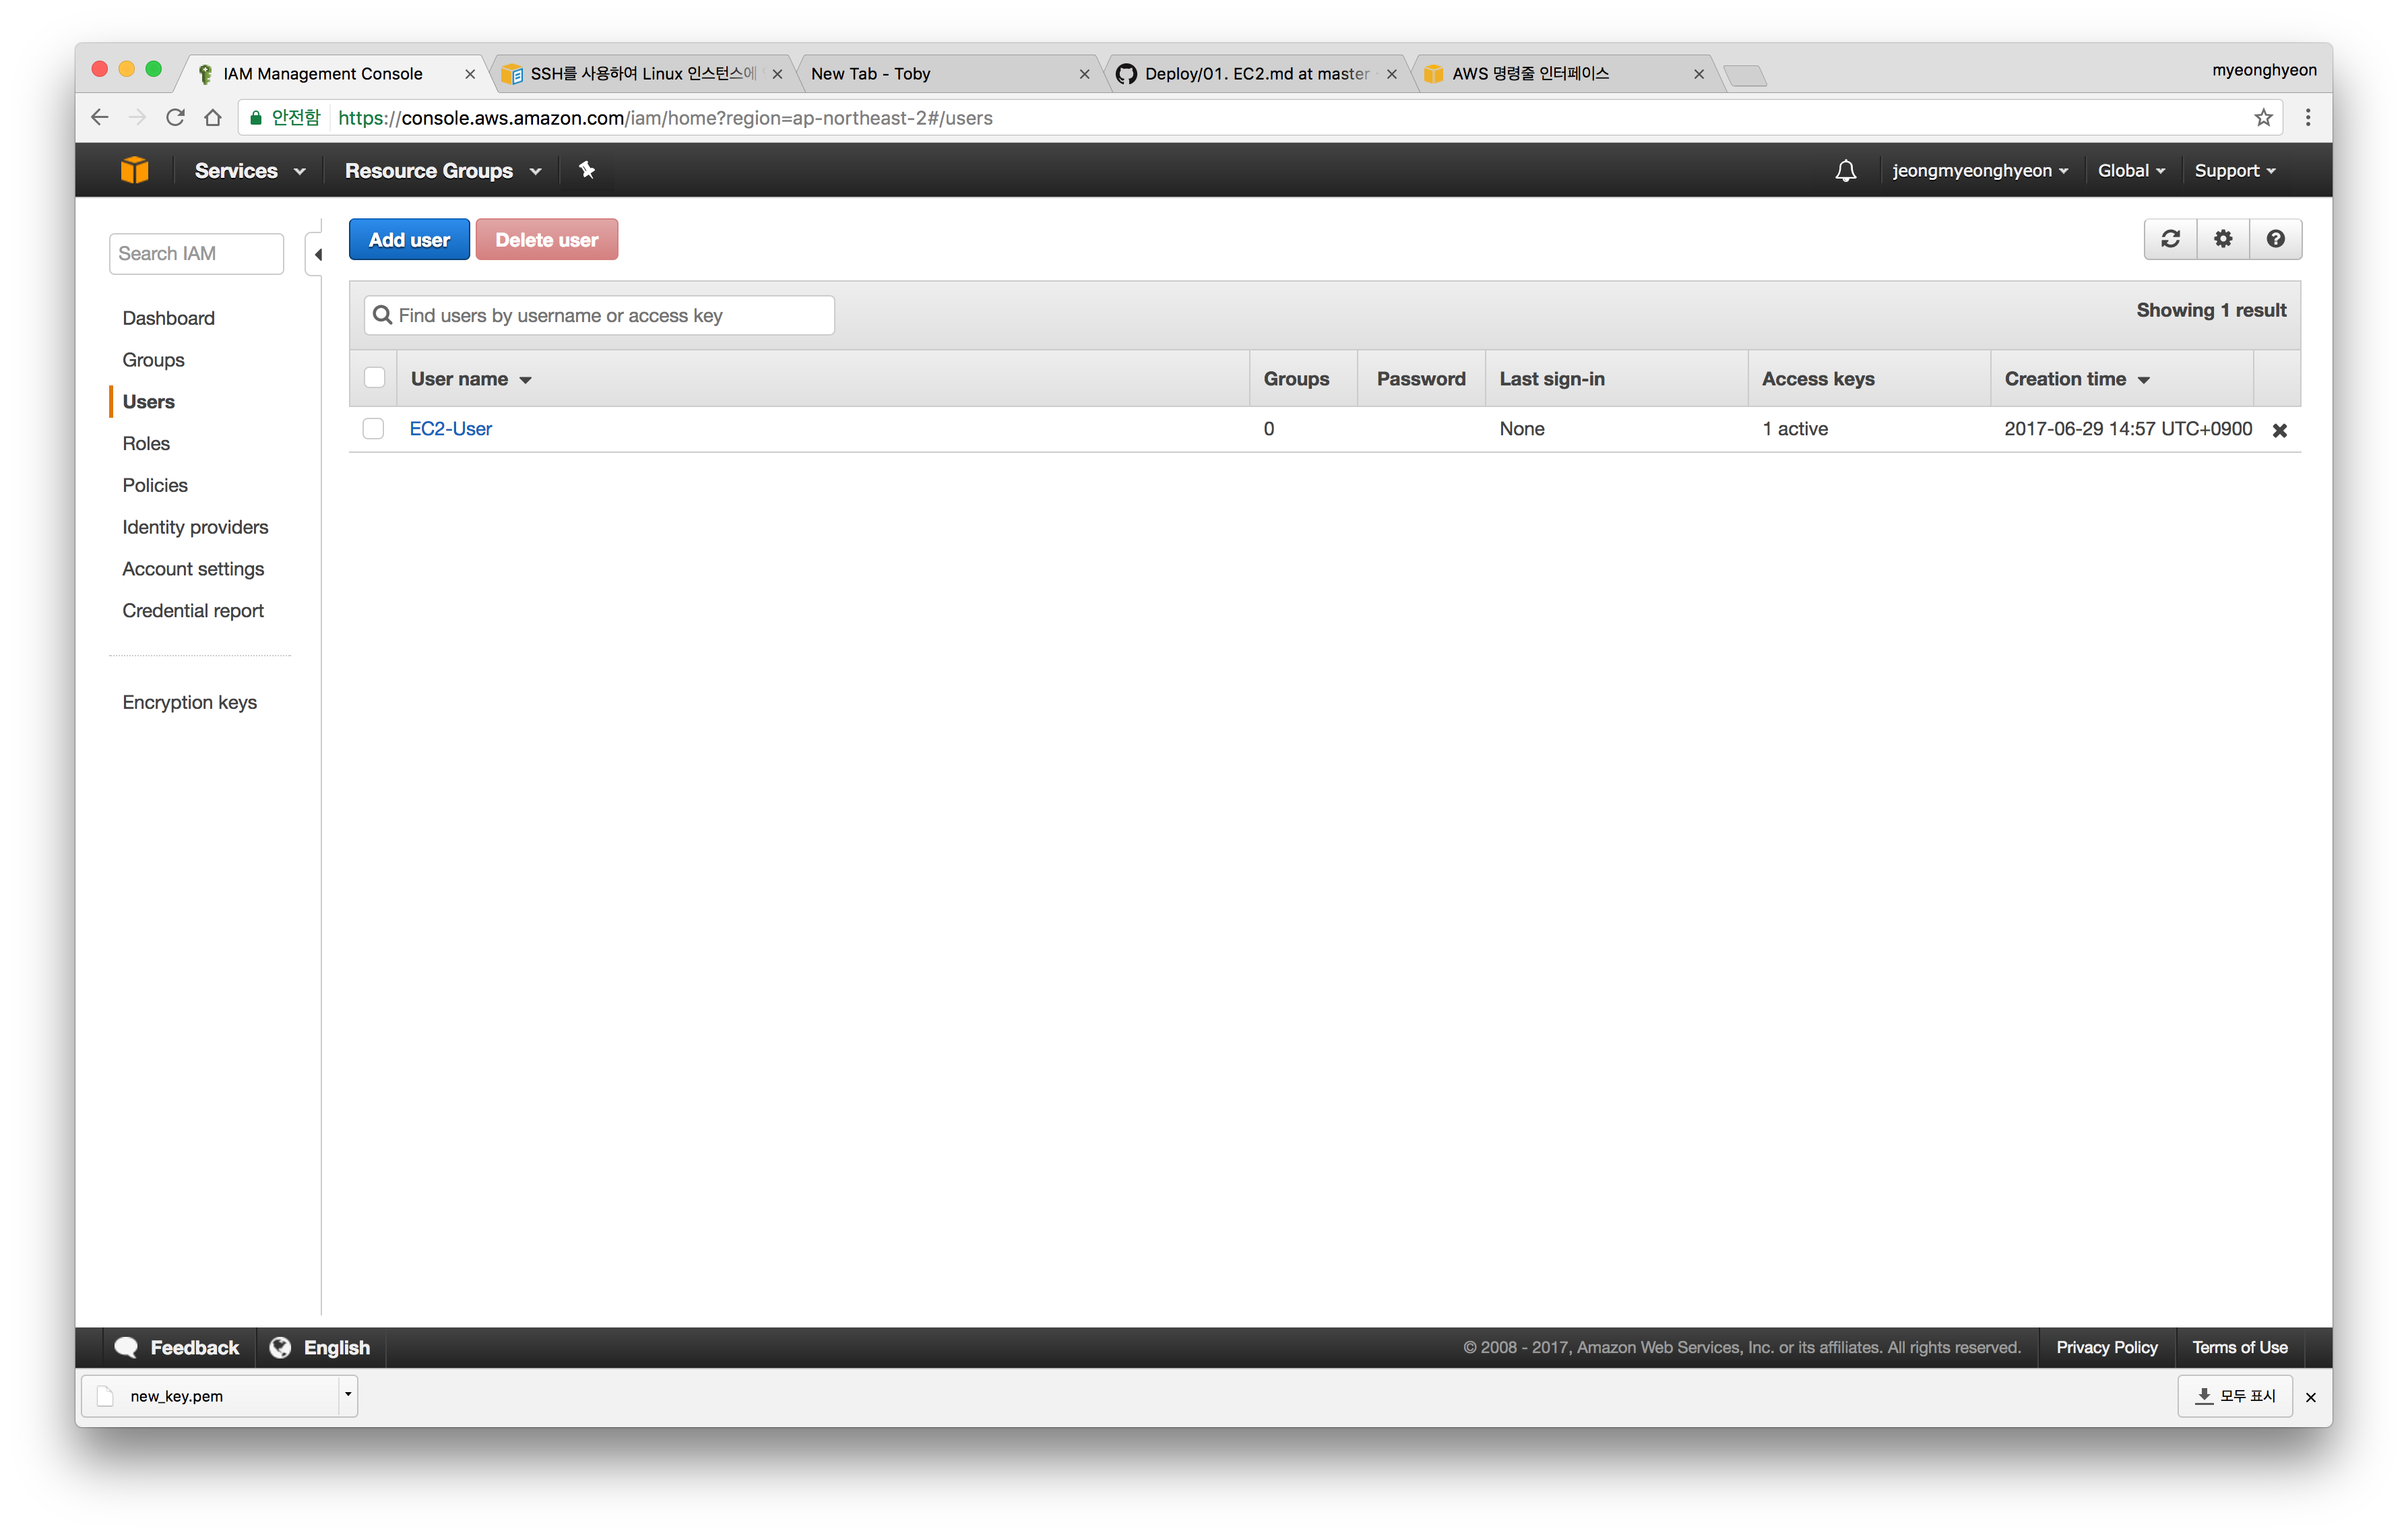 IAM Management Console
SSH를 사용하여 Linux 인스턴스에
New Tab - Toby
Deploy/01. EC2.md at master
AWS 명령줄 인터페이스
myeonghyeon
안전함 https://console.aws.amazon.com/iam/home?region=ap-northeast-2#/users
Services Resource Groups jeongmyeonghyeon Global Support
Search IAM
Dashboard
Groups
Users
Roles
Policies
Identity providers
Account settings
Credential report
Encryption keys
Add user Delete user
Find users by username or access key Showing 1 result
User name Groups Password Last sign-in Access keys Creation time
EC2-User 0 None 1 active 2017-06-29 14:57 UTC+0900
Feedback English © 2008 - 2017, Amazon Web Services, Inc. or its affiliates. All rights reserved. Privacy Policy Terms of Use
new_key.pem 모두 표시